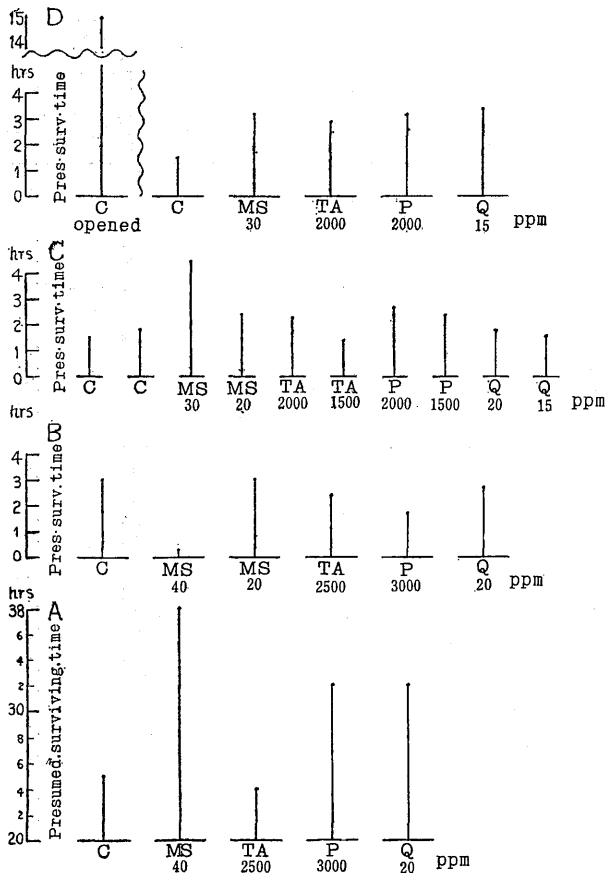 15 D
14
hrs
4
3
2
1
0
Pres.surv.time
C C MS TA P Q
opened 30 2000 2000 15 ppm
hrs C
4
3
2
1
0
Pres.surv.time
C C MS MS TA TA P P Q Q
30 20 2000 1500 2000 1500 20 15 ppm
hrs
B
4
3
2
1
0
Pres.surv.time
C MS MS TA P Q
40 20 2500 3000 20 ppm
hrs
38 A
6
4
2
30
8
6
4
2
20
Presumed.surviving.time
C MS TA P Q
40 2500 3000 20 ppm